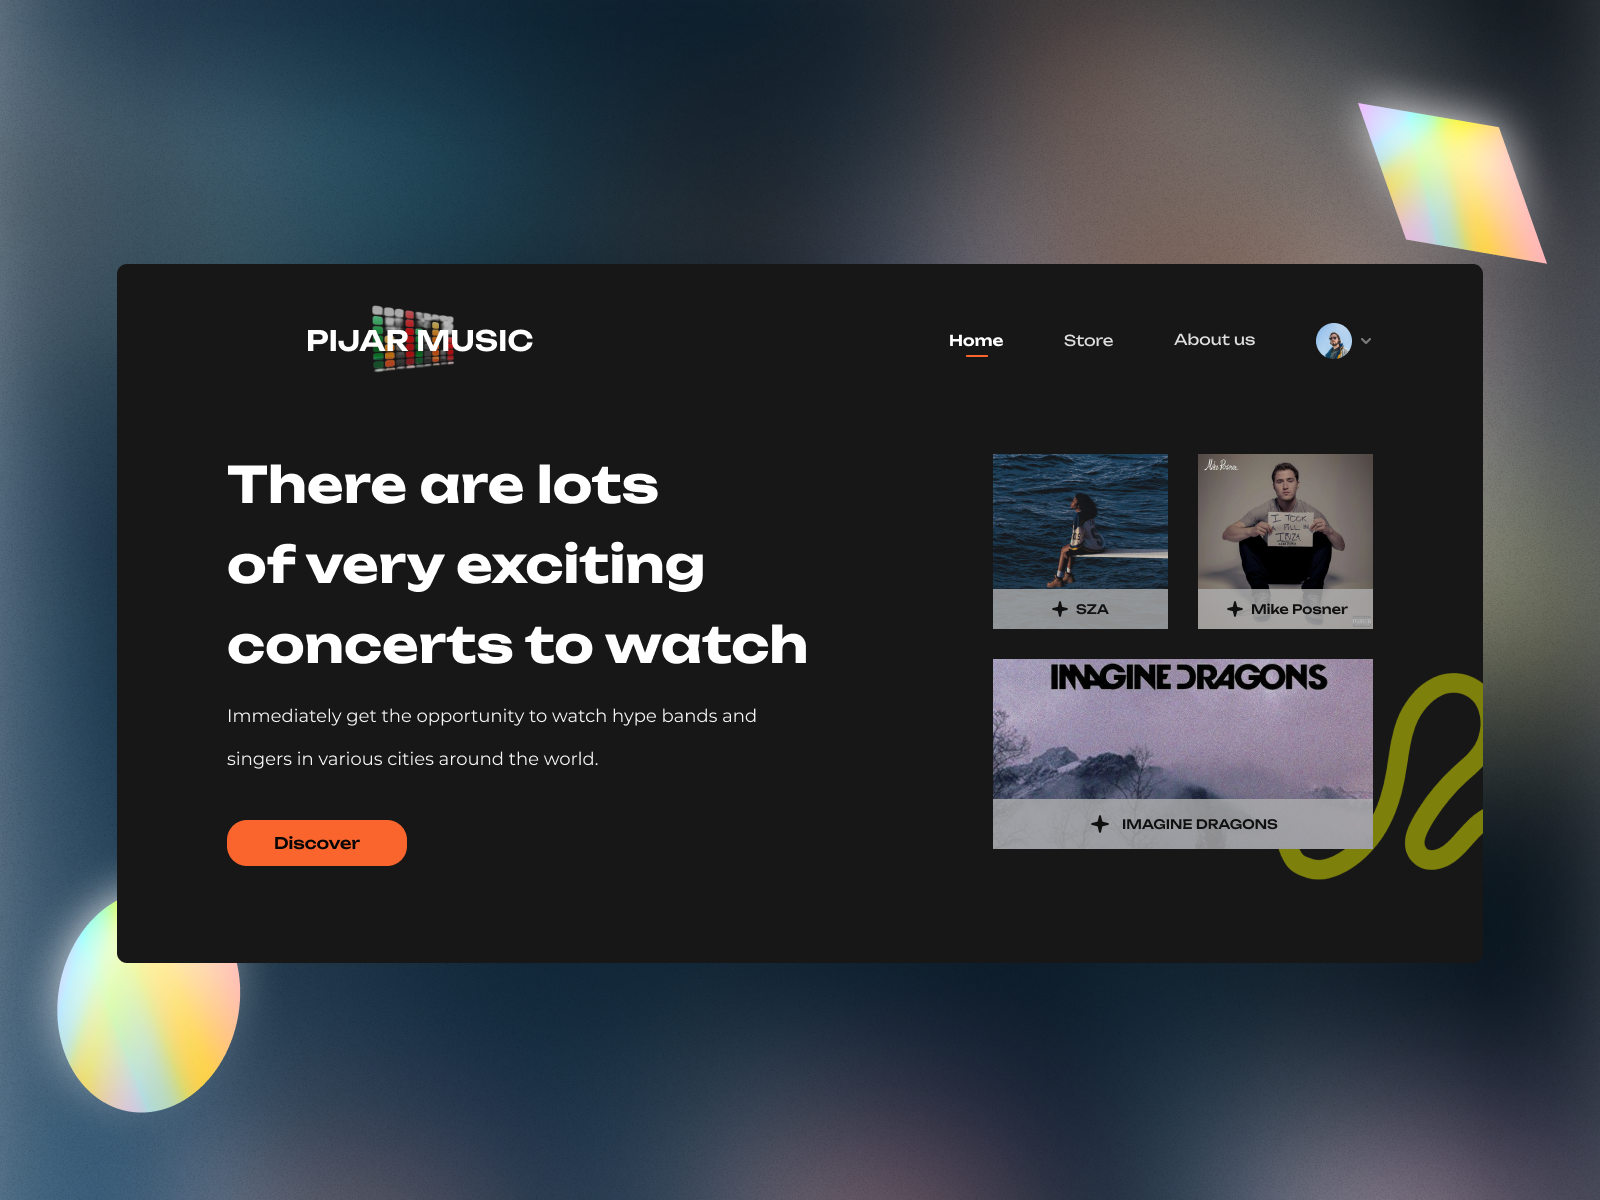 PIJAR MUSIC
Home
Store
About us
There are lots
of very exciting
concerts to watch
Immediately get the opportunity to watch hype bands and
singers in various cities around the world.
Discover
Mike Posner
I TOOK
A PILL IN
IBIZA
SZA
Mike Posner
IMAGINE DRAGONS
IMAGINE DRAGONS